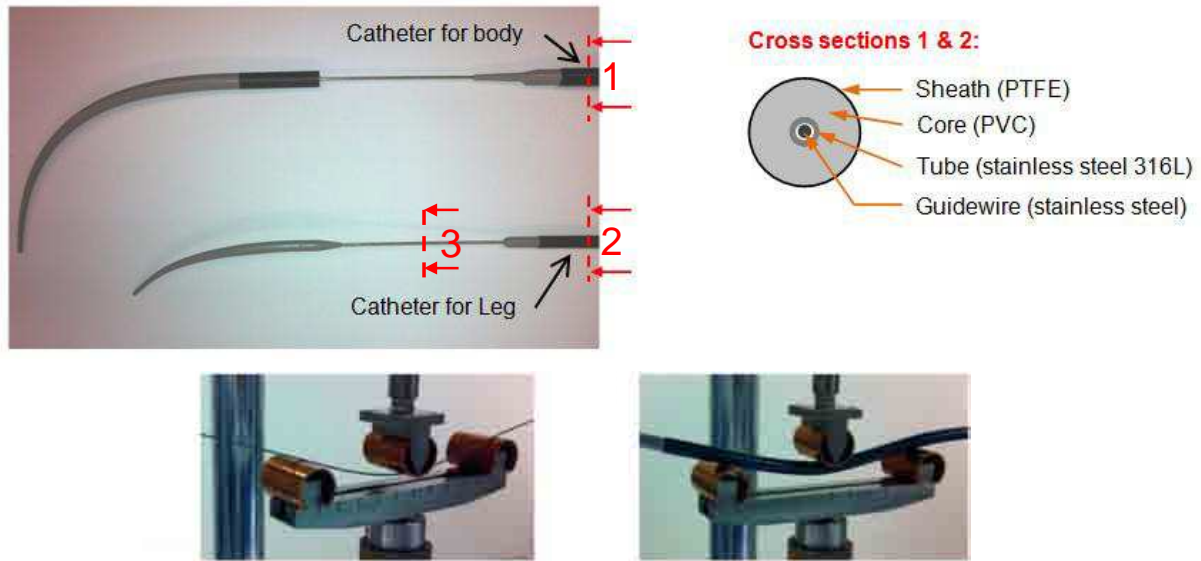 Catheter for body
1
3
2
Catheter for Leg
Cross sections 1 & 2:
Sheath (PTFE)
Core (PVC)
Tube (stainless steel 316L)
Guidewire (stainless steel)